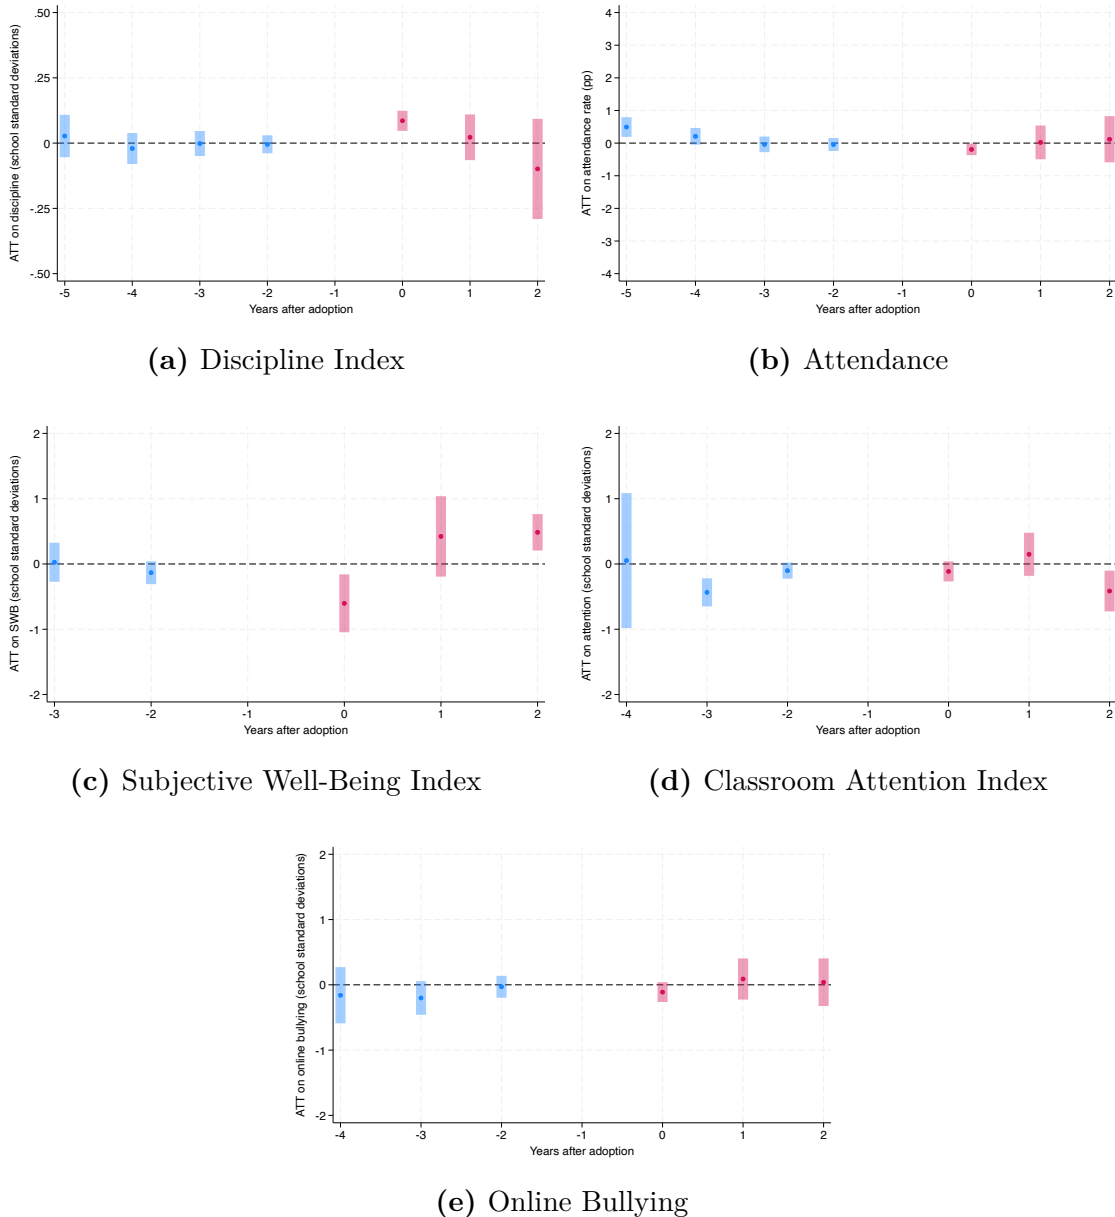 ATT on discipline (school standard deviations)
.50
.25
0
-.25
-.50
-5 -4 -3 -2 -1 0 1 2
Years after adoption
(a) Discipline Index
ATT on attendance rate (pp)
4
3
2
1
0
-1
-2
-3
-4
-5 -4 -3 -2 -1 0 1 2
Years after adoption
(b) Attendance
ATT on SWB (school standard deviations)
2
1
0
-1
-2
-3 -2 -1 0 1 2
Years after adoption
(c) Subjective Well-Being Index
ATT on attention (school standard deviations)
2
1
0
-1
-2
-4 -3 -2 -1 0 1 2
Years after adoption
(d) Classroom Attention Index
ATT on online bullying (school standard deviations)
2
1
0
-1
-2
-4 -3 -2 -1 0 1 2
Years after adoption
(e) Online Bullying